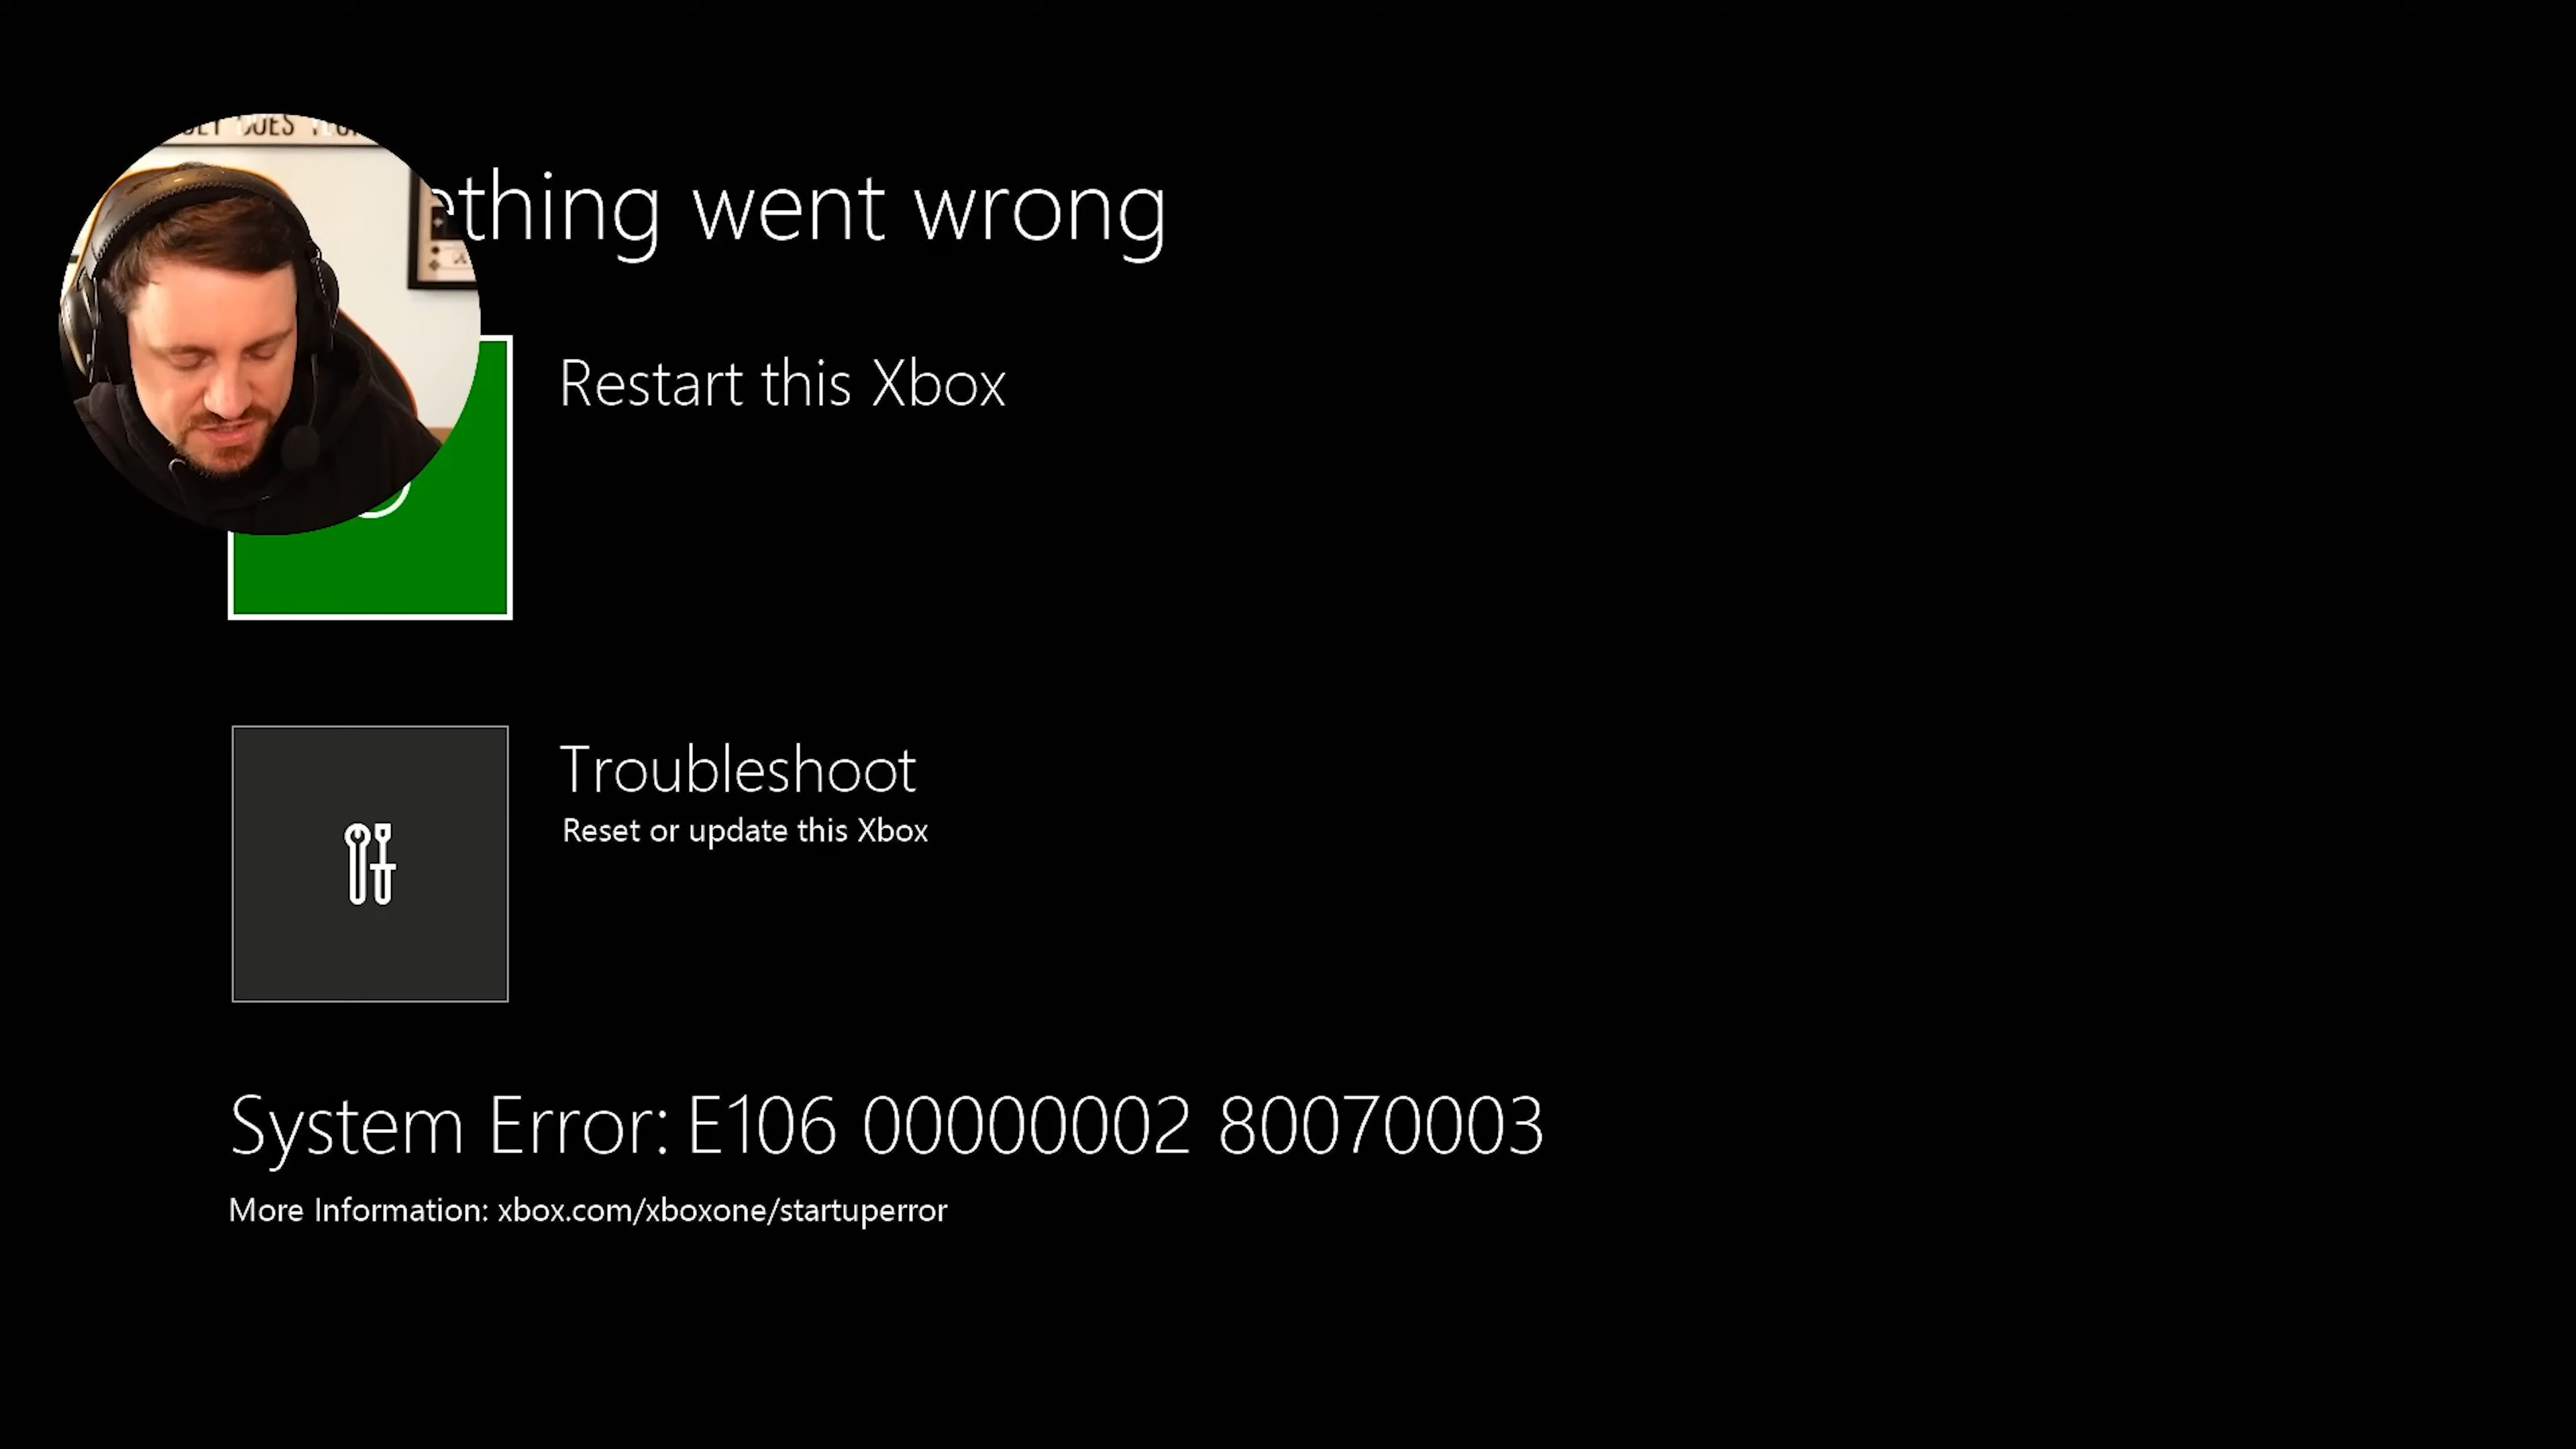 DOES
ething went wrong
Restart this Xbox
Troubleshoot
Reset or update this Xbox
System Error: E106 00000002 80070003
More Information: xbox.com/xboxone/startuperror